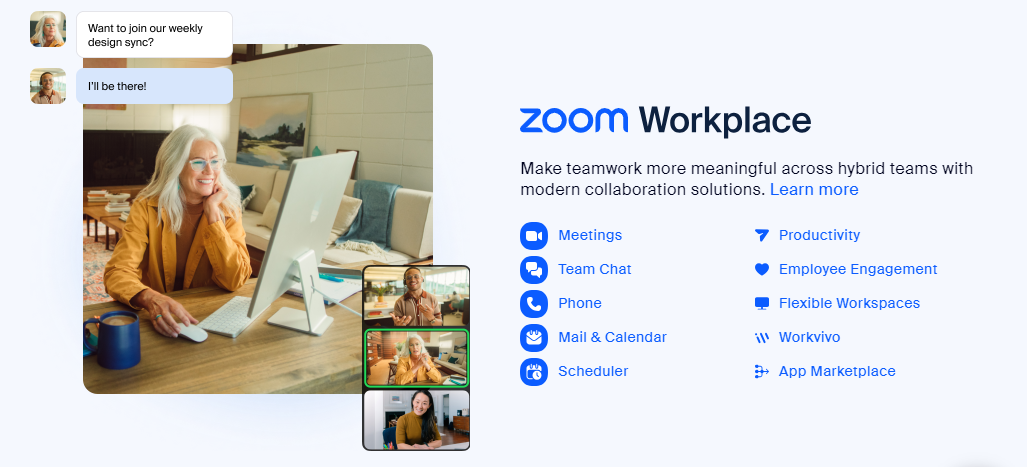 Want to join our weekly
design sync?
I'll be there!
zoom Workplace
Make teamwork more meaningful across hybrid teams with
modern collaboration solutions. Learn more
Meetings
Team Chat
Phone
Mail & Calendar
Scheduler
Productivity
Employee Engagement
Flexible Workspaces
Workvivo
App Marketplace